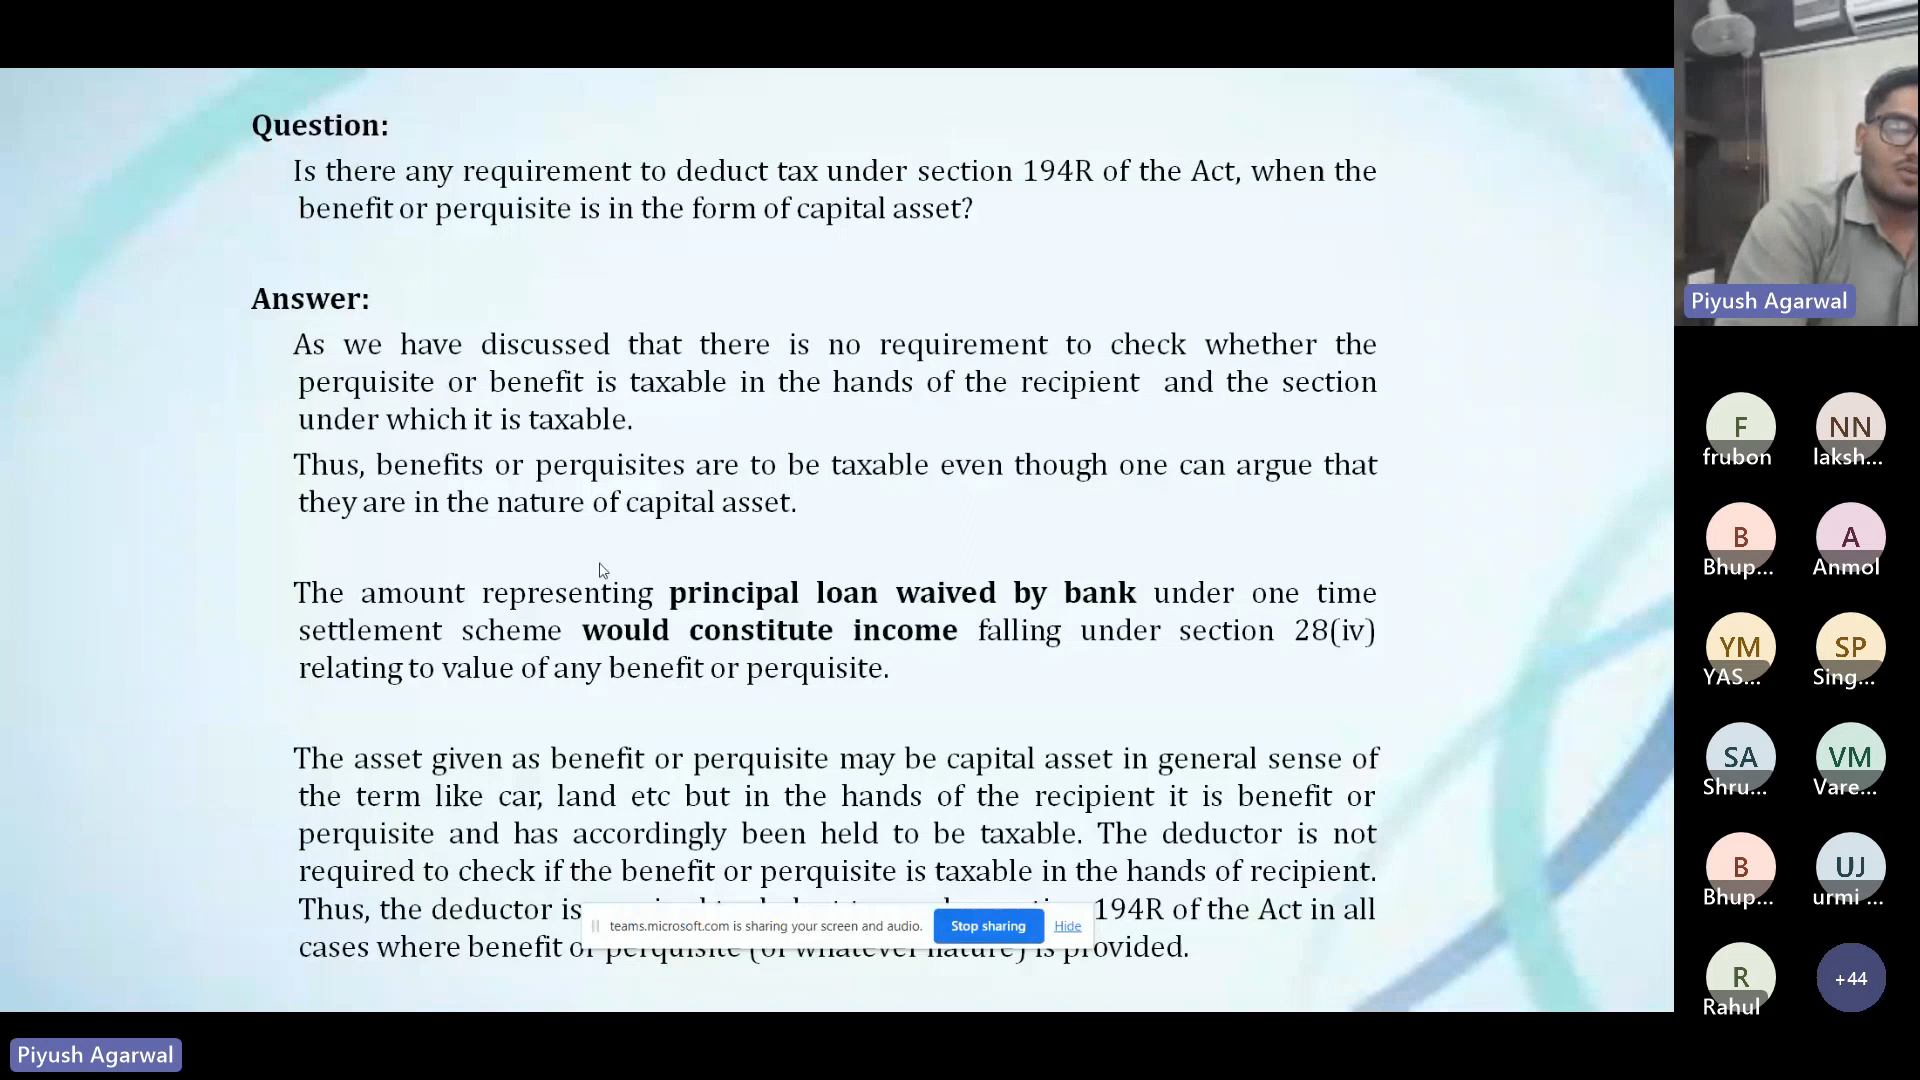 Question:
Is there any requirement to deduct tax under section 194R of the Act, when the
benefit or perquisite is in the form of capital asset?
Answer:
As we have discussed that there is no requirement to check whether the
perquisite or benefit is taxable in the hands of the recipient and the section
under which it is taxable.
Thus, benefits or perquisites are to be taxable even though one can argue that
they are in the nature of capital asset.
The amount representing principal loan waived by bank under one time
settlement scheme would constitute income falling under section 28(iv)
relating to value of any benefit or perquisite.
The asset given as benefit or perquisite may be capital asset in general sense of
the term like car, land etc but in the hands of the recipient it is benefit or
perquisite and has accordingly been held to be taxable. The deductor is not
required to check if the benefit or perquisite is taxable in the hands of recipient.
Thus, the deductor is 194R of the Act in all
cases where benefit or perquisite (of whatever nature) is provided.
teams.microsoft.com is sharing your screen and audio.
Stop sharing
Hide
Piyush Agarwal
Piyush Agarwal
F
NN
frubon
laksh...
B
A
Bhup...
Anmol
YM
SP
YAS...
Sing...
SA
VM
Shru...
Vare...
B
UJ
Bhup...
urmi ...
R
+44
Rahul